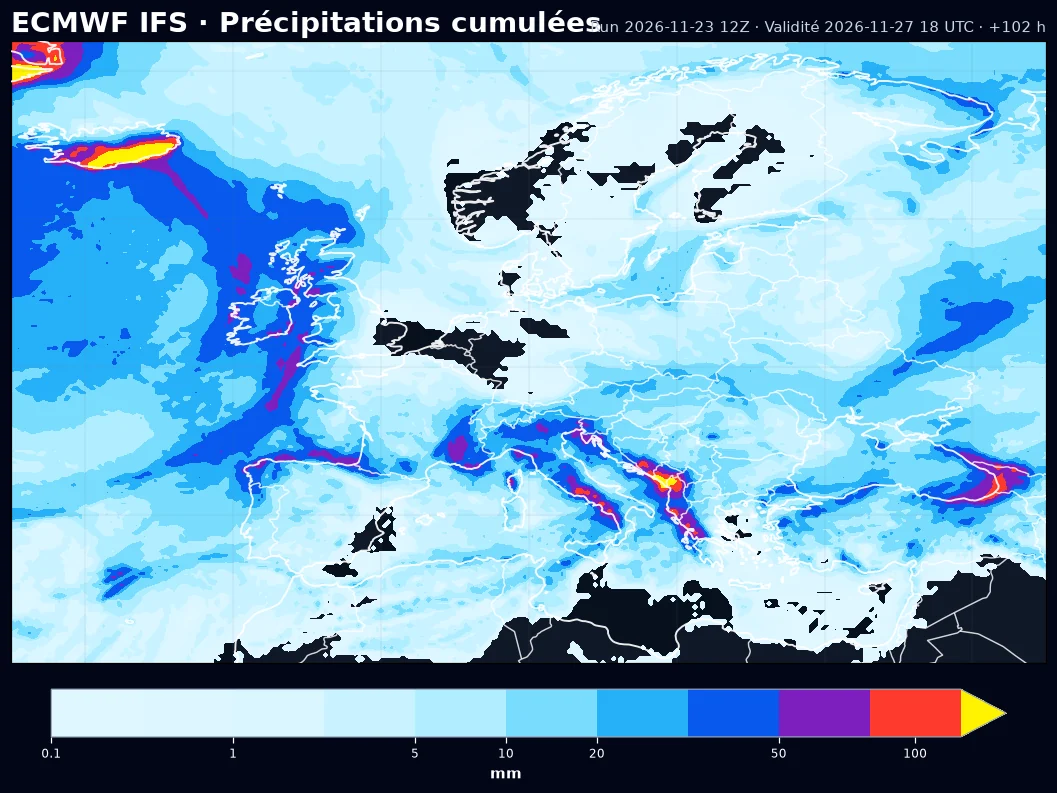 ECMWF IFS · Précipitations cumulées
Run 2026-11-23 12Z · Validité 2026-11-27 18 UTC · +102 h
0.1 1 5 10 20 50 100
mm